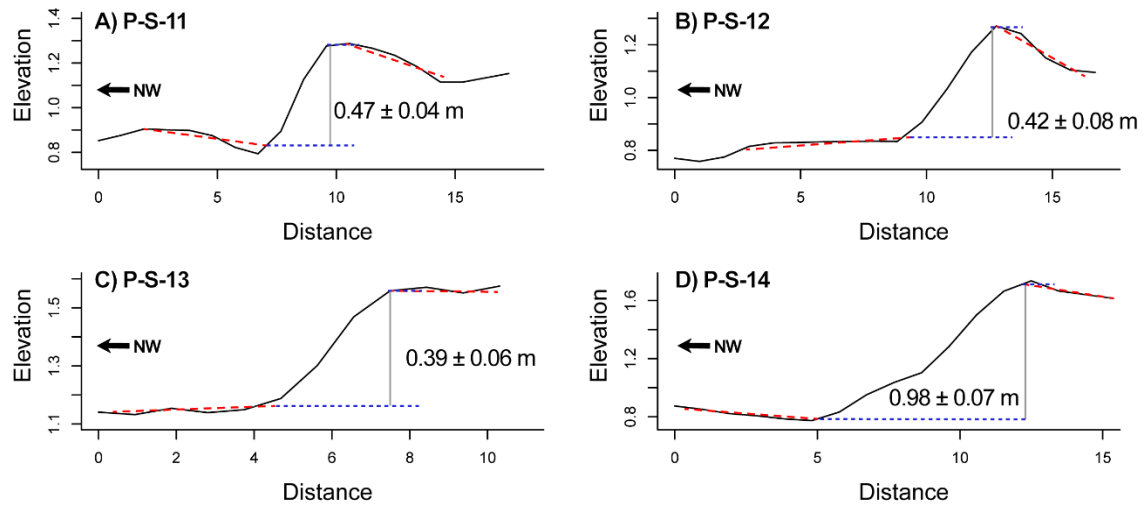 A) P-S-11
Elevation
0.8 1.0 1.2 1.4
NW
0.47 ± 0.04 m
0 5 10 15
Distance
B) P-S-12
Elevation
0.8 1.0 1.2
NW
0.42 ± 0.08 m
0 5 10 15
Distance
C) P-S-13
Elevation
1.1 1.3 1.5
NW
0.39 ± 0.06 m
0 2 4 6 8 10
Distance
D) P-S-14
Elevation
0.8 1.2 1.6
NW
0.98 ± 0.07 m
0 5 10 15
Distance